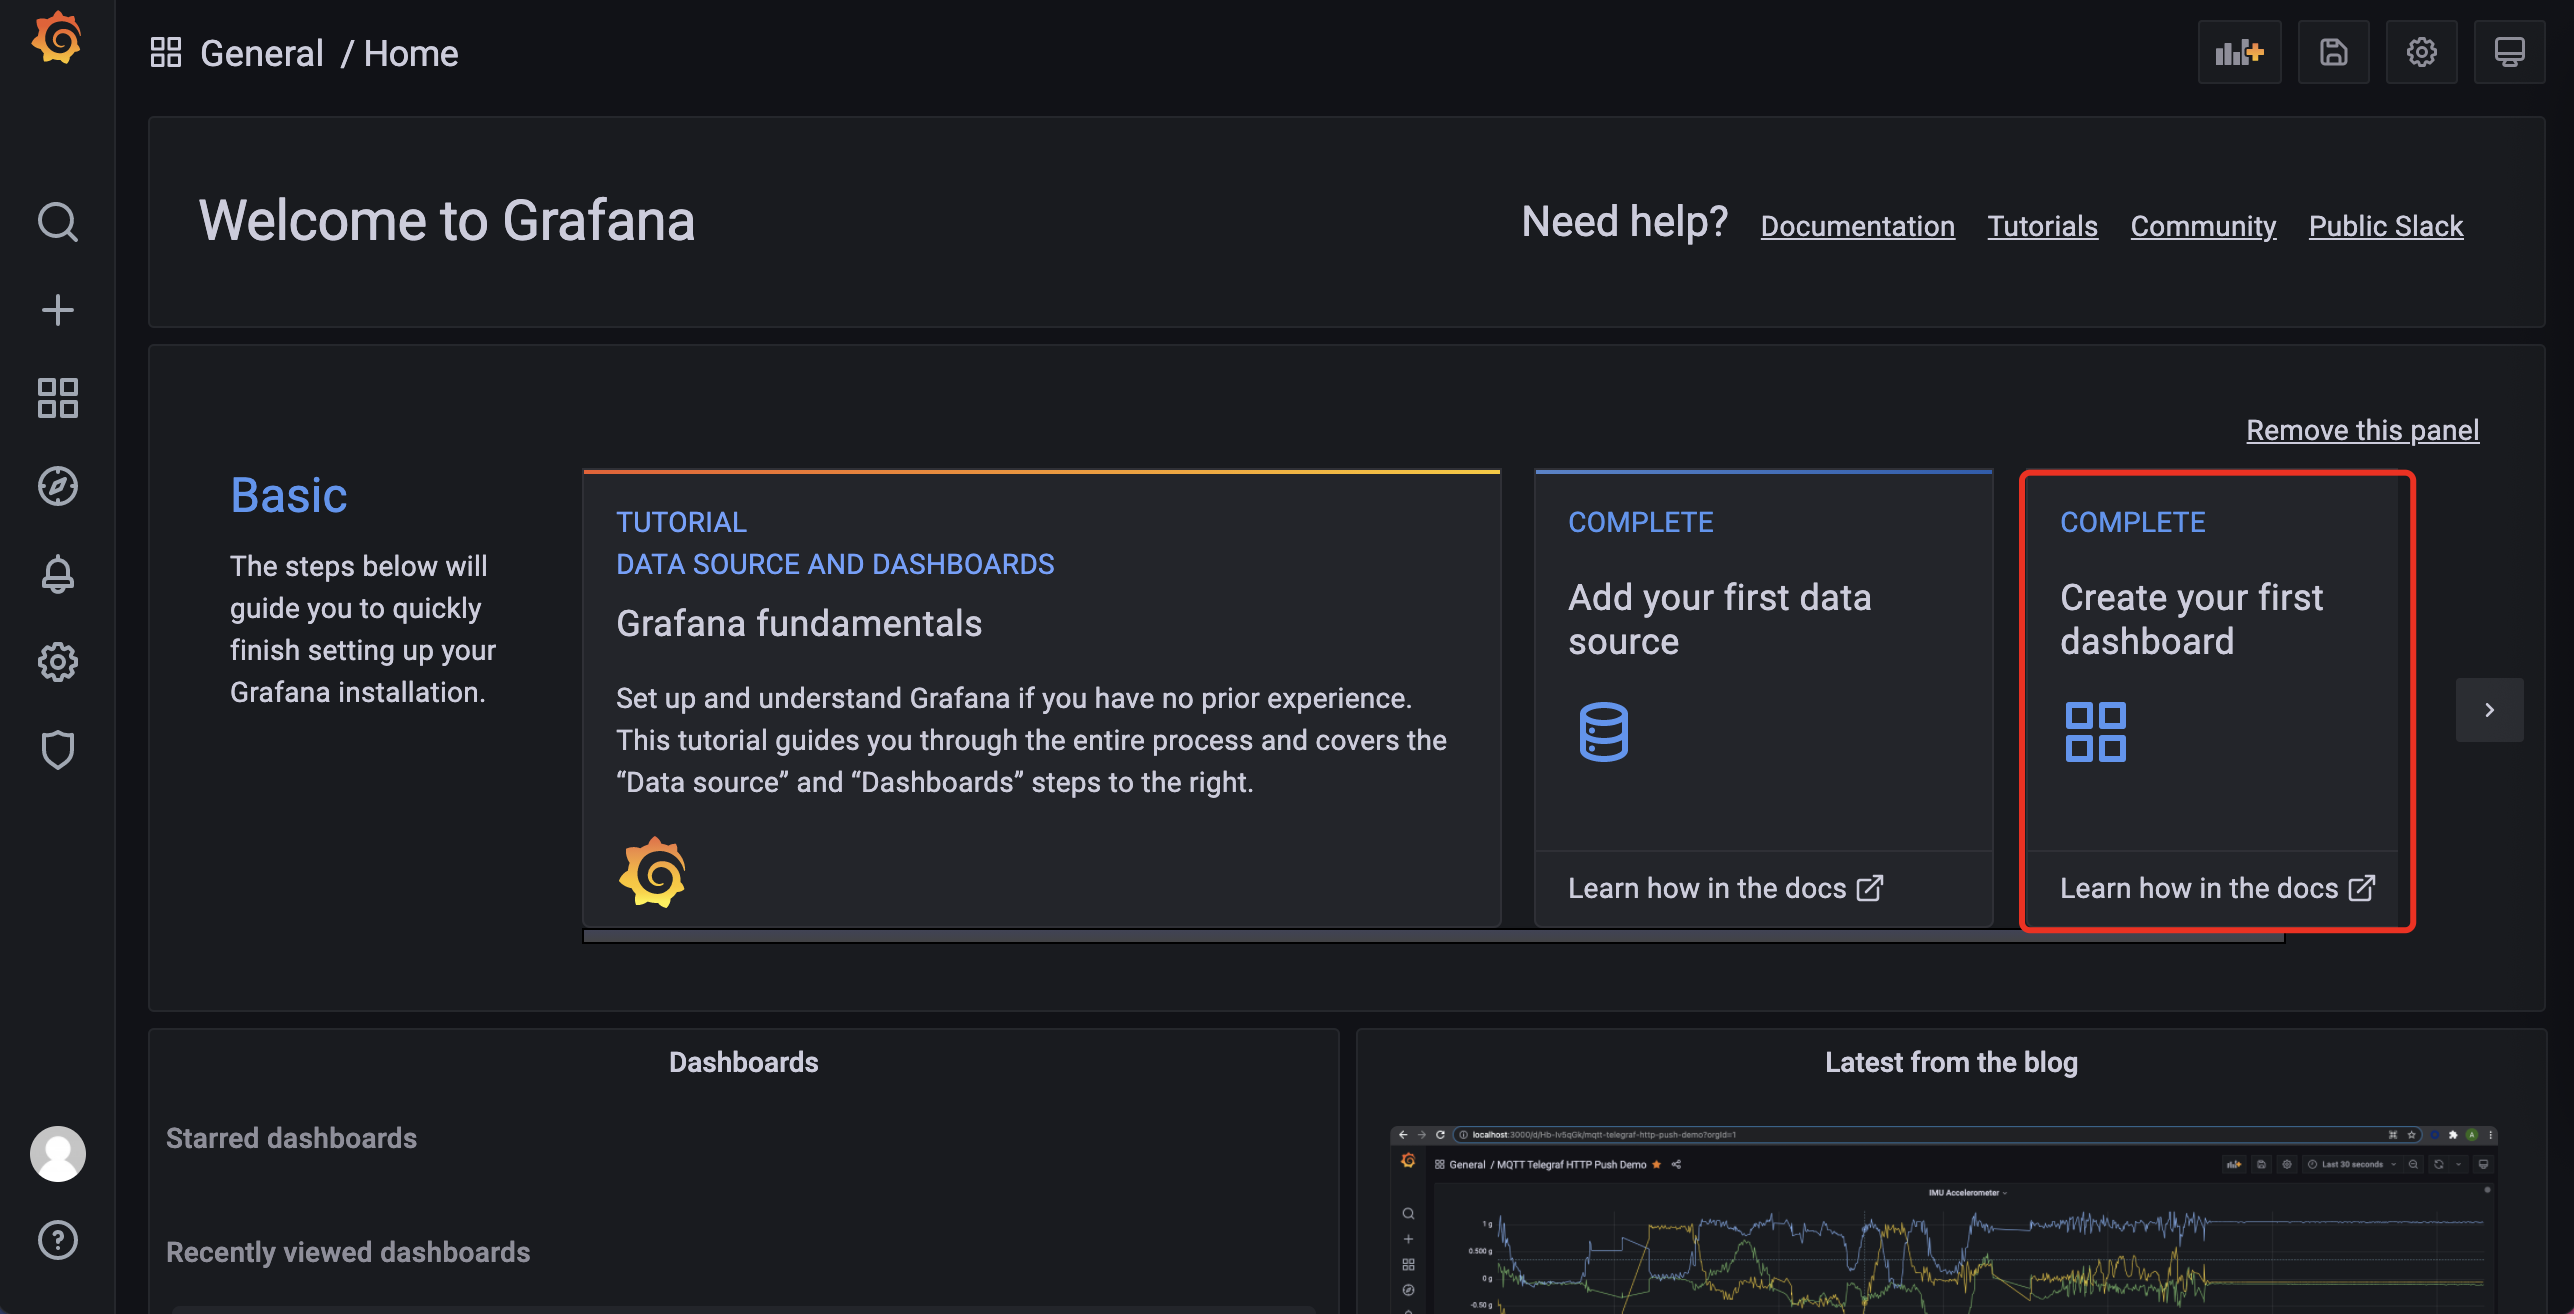 General / Home
Welcome to Grafana
Need help? Documentation Tutorials Community Public Slack
Remove this panel
Basic
The steps below will
guide you to quickly
finish setting up your
Grafana installation.
TUTORIAL
DATA SOURCE AND DASHBOARDS
Grafana fundamentals
Set up and understand Grafana if you have no prior experience.
This tutorial guides you through the entire process and covers the
“Data source” and “Dashboards” steps to the right.
COMPLETE
Add your first data
source
Learn how in the docs
COMPLETE
Create your first
dashboard
Learn how in the docs
Dashboards
Starred dashboards
Recently viewed dashboards
Latest from the blog
localhost:3000/d/Hb-Iv5qGk/mqtt-telegraf-http-push-demo?orgId=1
General / MQTT Telegraf HTTP Push Demo
Last 30 seconds
IMU Accelerometer
1 g
0.500 g
0 g
-0.50 g